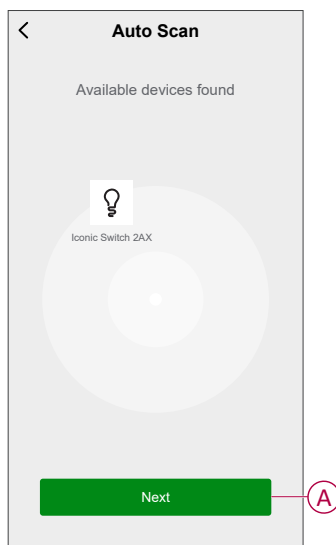 Auto Scan
Available devices found
Iconic Switch 2AX
Next
A